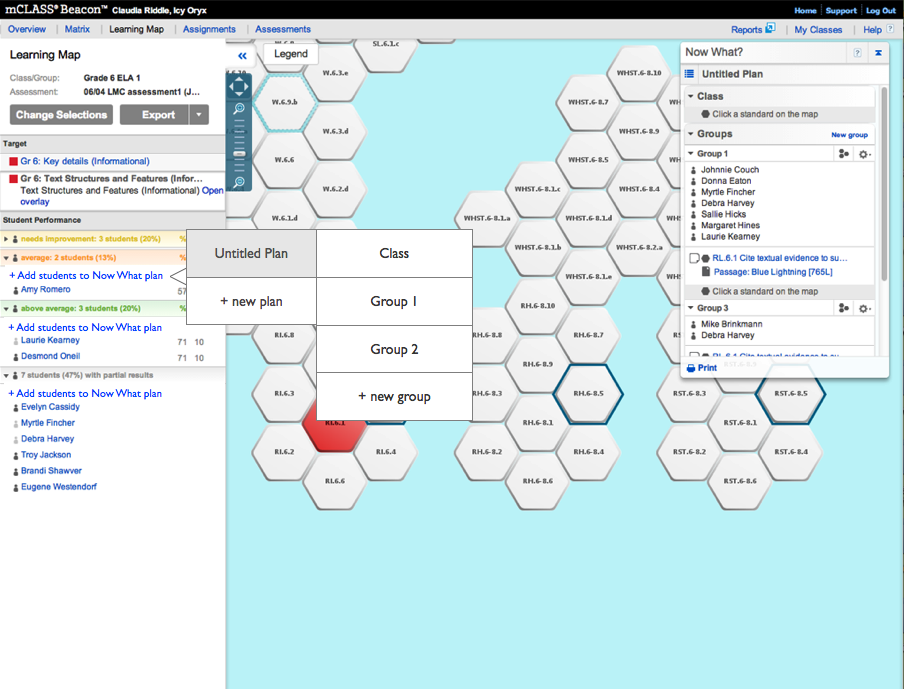 mCLASS®Beacon™ Claudia Riddle, Icy Oryx
Home Support Log Out
Overview Matrix Learning Map Assignments Assessments
Reports My Classes Help ?
Learning Map
Class/Group: Grade 6 ELA 1
Assessment: 06/04 LMC assessment1 (J...
Change Selections Export
Target
Gr 6: Key details (Informational)
Gr 6: Text Structures and Features (Infor...
Text Structures and Features (Informational) Open
overlay
Student Performance
needs improvement: 3 students (20%) %
average: 2 students (13%) %
+ Add students to Now What plan
Amy Romero 57
above average: 3 students (20%) %
+ Add students to Now What plan
Laurie Kearney 71 10
Desmond Oneil 71 10
7 students (47%) with partial results
+ Add students to Now What plan
Evelyn Cassidy
Myrtle Fincher
Debra Harvey
Troy Jackson
Brandi Shawver
Eugene Westendorf
«
Legend
SL.6.1.c
W.6.3.e
W.6.9.b
W.6.3.d
W.6.6
W.6.2.d
W.6.1.d
WHST.6-8.10
WHST.6-8.7
WHST.6-8.9
WHST.6-8.5
WHST.6-8.4
WHST.6-8.1.c
WHST.6-8.1.a
WHST.6-8.1.d
WHST.6-8.1.b
WHST.6-8.2.a
WHST.6-8.1.e
Untitled Plan
+ new plan
Class
Group 1
Group 2
+ new group
RH.6-8.10
RI.6.8
RH.6-8.8
RH.6-8.7
RH.6-8.9
RI.6.3
RH.6-8.3
RH.6-8.5
RI.6.1
RH.6-8.1
RI.6.2
RI.6.4
RH.6-8.2
RH.6-8.4
RI.6.6
RH.6-8.6
RST.6-8.3
RST.6-8.5
RST.6-8.1
RST.6-8.2
RST.6-8.4
RST.6-8.6
Now What? ?
Untitled Plan
Class
Click a standard on the map
Groups New group
Group 1
Johnnie Couch
Donna Eaton
Myrtle Fincher
Debra Harvey
Sallie Hicks
Margaret Hines
Laurie Kearney
RL.6.1 Cite textual evidence to su...
Passage: Blue Lightning [765L]
Click a standard on the map
Group 3
Mike Brinkmann
Debra Harvey
RL.6.1 Cite textual evidence to su...
Print